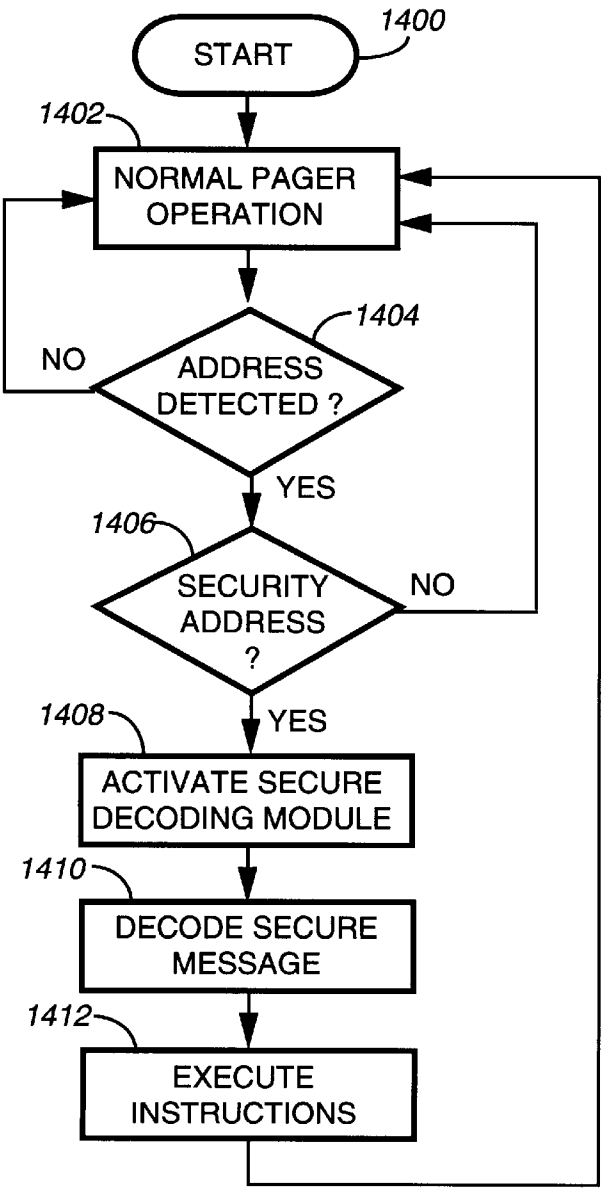 1400
START
1402
NORMAL PAGER
OPERATION
1404
NO
ADDRESS
DETECTED ?
YES
1406
SECURITY
ADDRESS
?
NO
YES
1408
ACTIVATE SECURE
DECODING MODULE
1410
DECODE SECURE
MESSAGE
1412
EXECUTE
INSTRUCTIONS